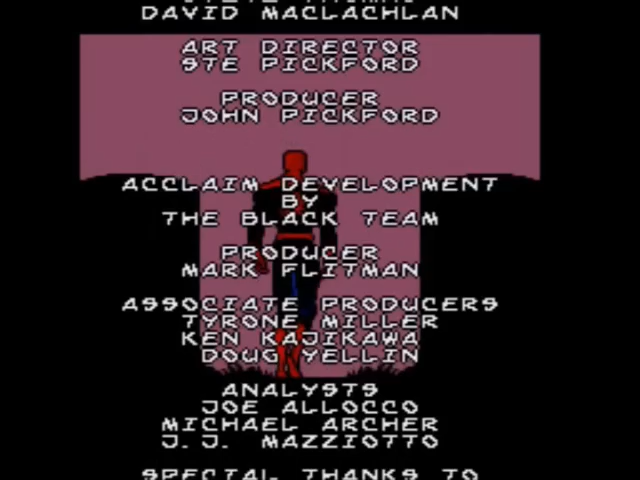 DAVID MACLACHLAN
ART DIRECTOR
STE PICKFORD
PRODUCER
JOHN PICKFORD
ACCLAIM DEVELOPMENT
BY
THE BLACK TEAM
PRODUCER
MARK FLITMAN
ASSOCIATE PRODUCERS
TYRONE MILLER
KEN KAJIKAWA
DOUG YELLIN
ANALYSTS
JOE ALLOCCO
MICHAEL ARCHER
J.J. MAZZIOTTO
SPECIAL THANKS TO